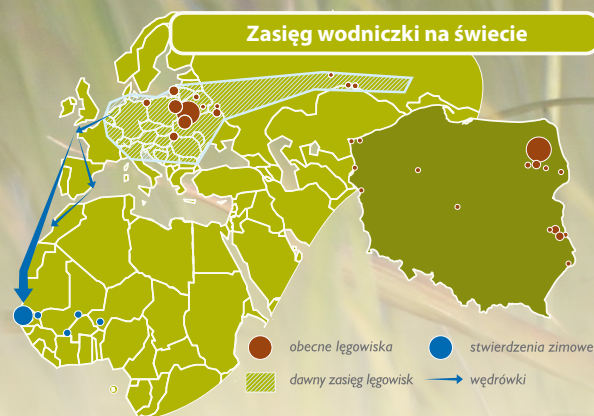 Zasięg wodniczki na świecie
obecne lęgowiska
stwierdzenia zimowe
dawny zasięg lęgowisk
wędrówki